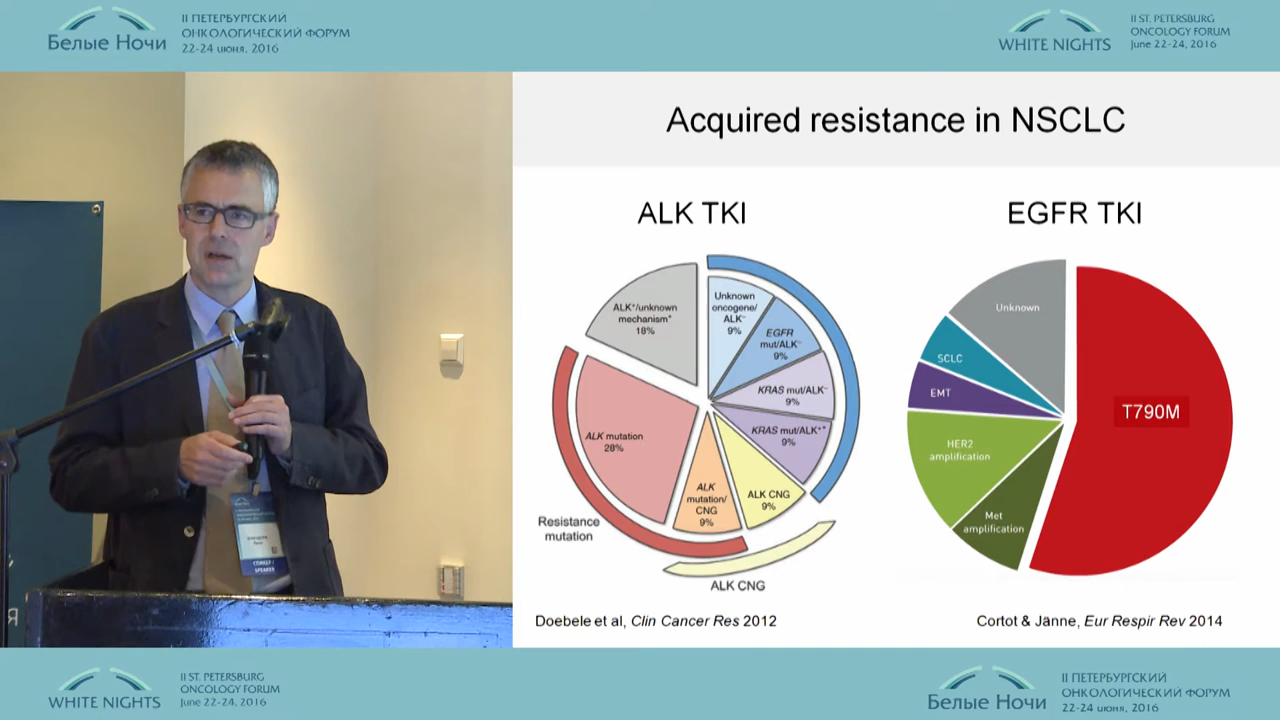 Белые Ночи
II ПЕТЕРБУРГСКИЙ
ОНКОЛОГИЧЕСКИЙ ФОРУМ
22-24 июня, 2016
WHITE NIGHTS
II ST. PETERSBURG
ONCOLOGY FORUM
June 22-24, 2016
Acquired resistance in NSCLC
ALK TKI
ALK⁺/unknown
mechanism*
18%
Unknown
oncogene/
ALK⁻
9%
EGFR
mut/ALK⁻
9%
KRAS mut/ALK⁻
9%
KRAS mut/ALK⁺*
9%
ALK CNG
9%
ALK
mutation/
CNG
9%
ALK mutation
28%
Resistance
mutation
ALK CNG
Doebele et al, Clin Cancer Res 2012
EGFR TKI
Unknown
SCLC
EMT
HER2
amplification
Met
amplification
T790M
Cortot & Jänne, Eur Respir Rev 2014
СПИКЕР /
SPEAKER
WHITE NIGHTS
II ST. PETERSBURG
ONCOLOGY FORUM
June 22-24, 2016
Белые Ночи
II ПЕТЕРБУРГСКИЙ
ОНКОЛОГИЧЕСКИЙ ФОРУМ
22-24 июня, 2016